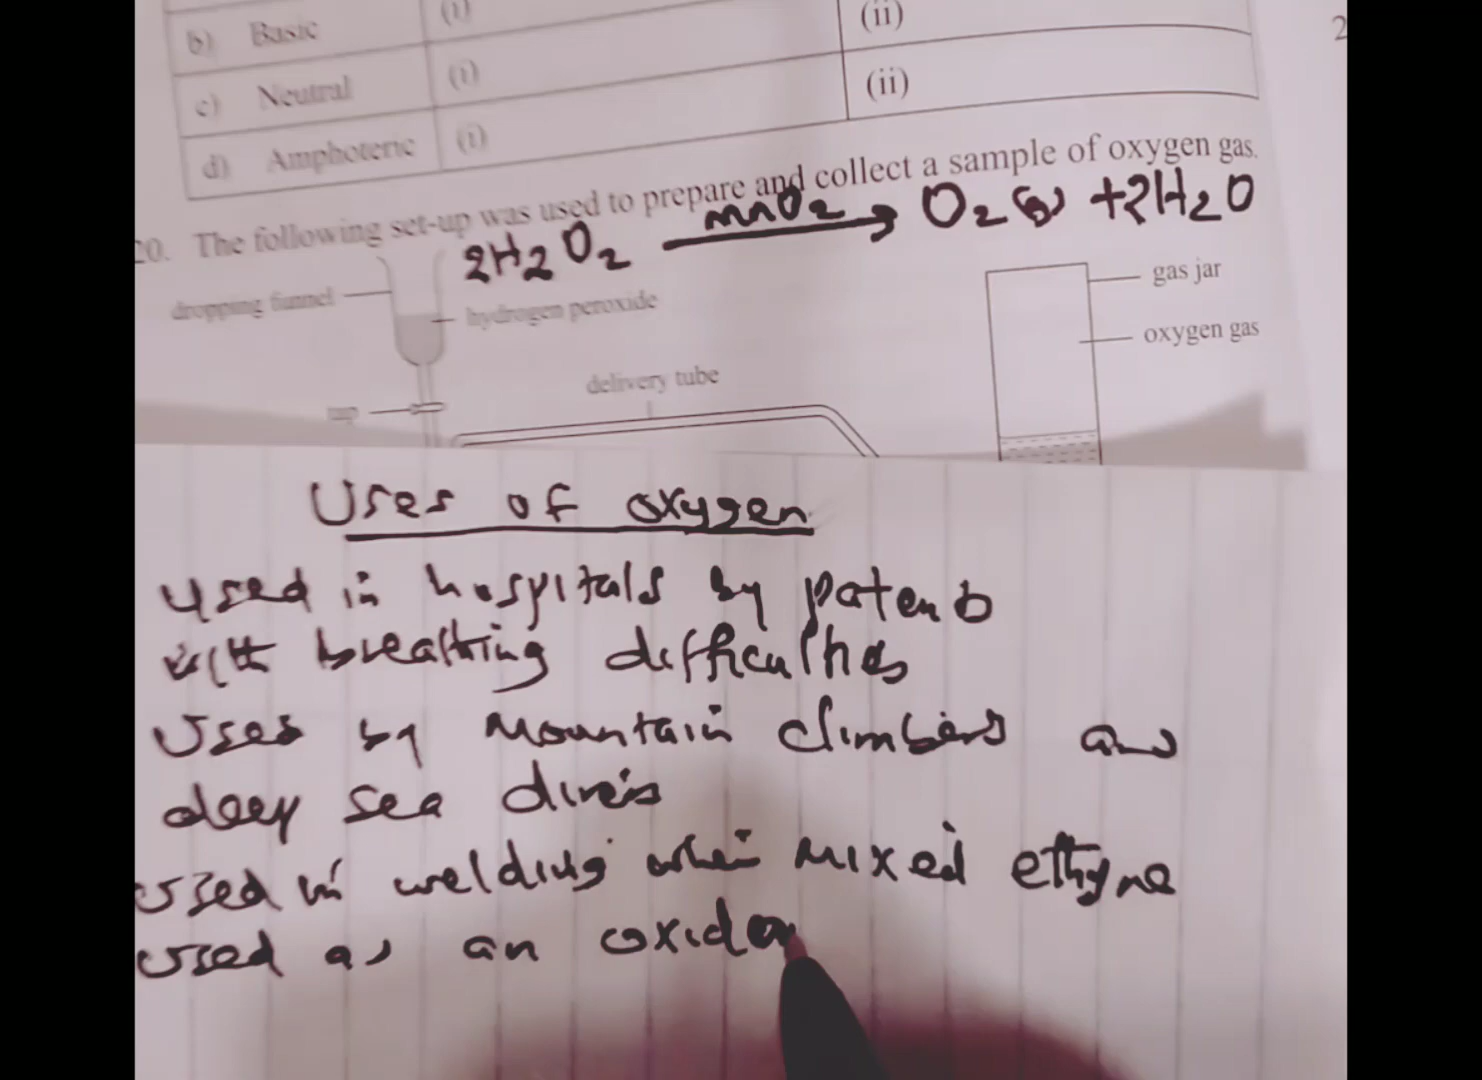 b) Basic (i) (ii)
c) Neutral (i) (ii)
d) Amphoteric (i)
2
20. The following set-up was used to prepare and collect a sample of oxygen gas.
2H2O2 MnO2 → O2(g) + 2H2O
dropping funnel
hydrogen peroxide
gas jar
oxygen gas
delivery tube
tap
Uses of oxygen
used in hospitals by patents
with breathing difficulties
Uses by mountain climbers and
deep sea divers
Used in welding when mixed ethyne
Used as an